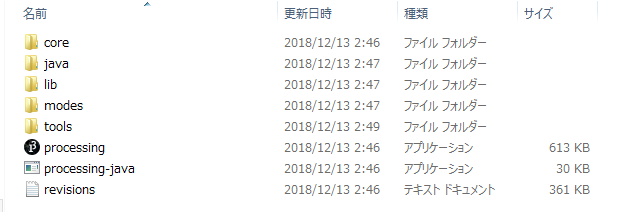 名前 更新日時 種類 サイズ
core 2018/12/13 2:46 ファイル フォルダー
java 2018/12/13 2:47 ファイル フォルダー
lib 2018/12/13 2:47 ファイル フォルダー
modes 2018/12/13 2:47 ファイル フォルダー
tools 2018/12/13 2:49 ファイル フォルダー
processing 2018/12/13 2:46 アプリケーション 613 KB
processing-java 2018/12/13 2:46 アプリケーション 30 KB
revisions 2018/12/13 2:46 テキスト ドキュメント 361 KB